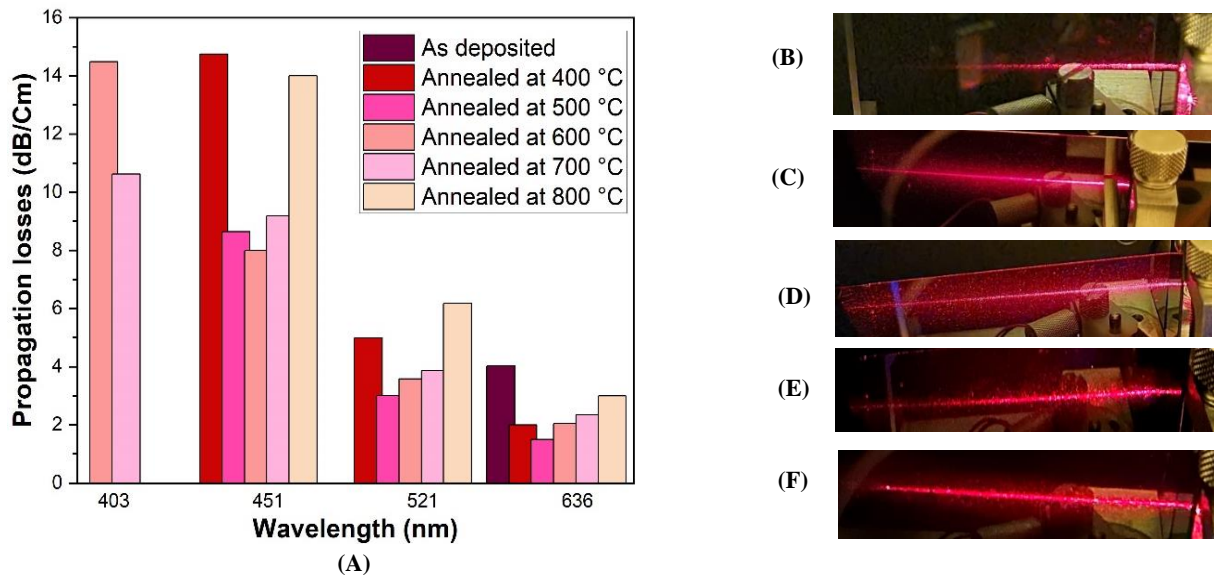 16
14
12
10
8
6
4
2
0
Propagation losses (dB/Cm)
As deposited
Annealed at 400 °C
Annealed at 500 °C
Annealed at 600 °C
Annealed at 700 °C
Annealed at 800 °C
403 451 521 636
Wavelength (nm)
(A)
(B)
(C)
(D)
(E)
(F)